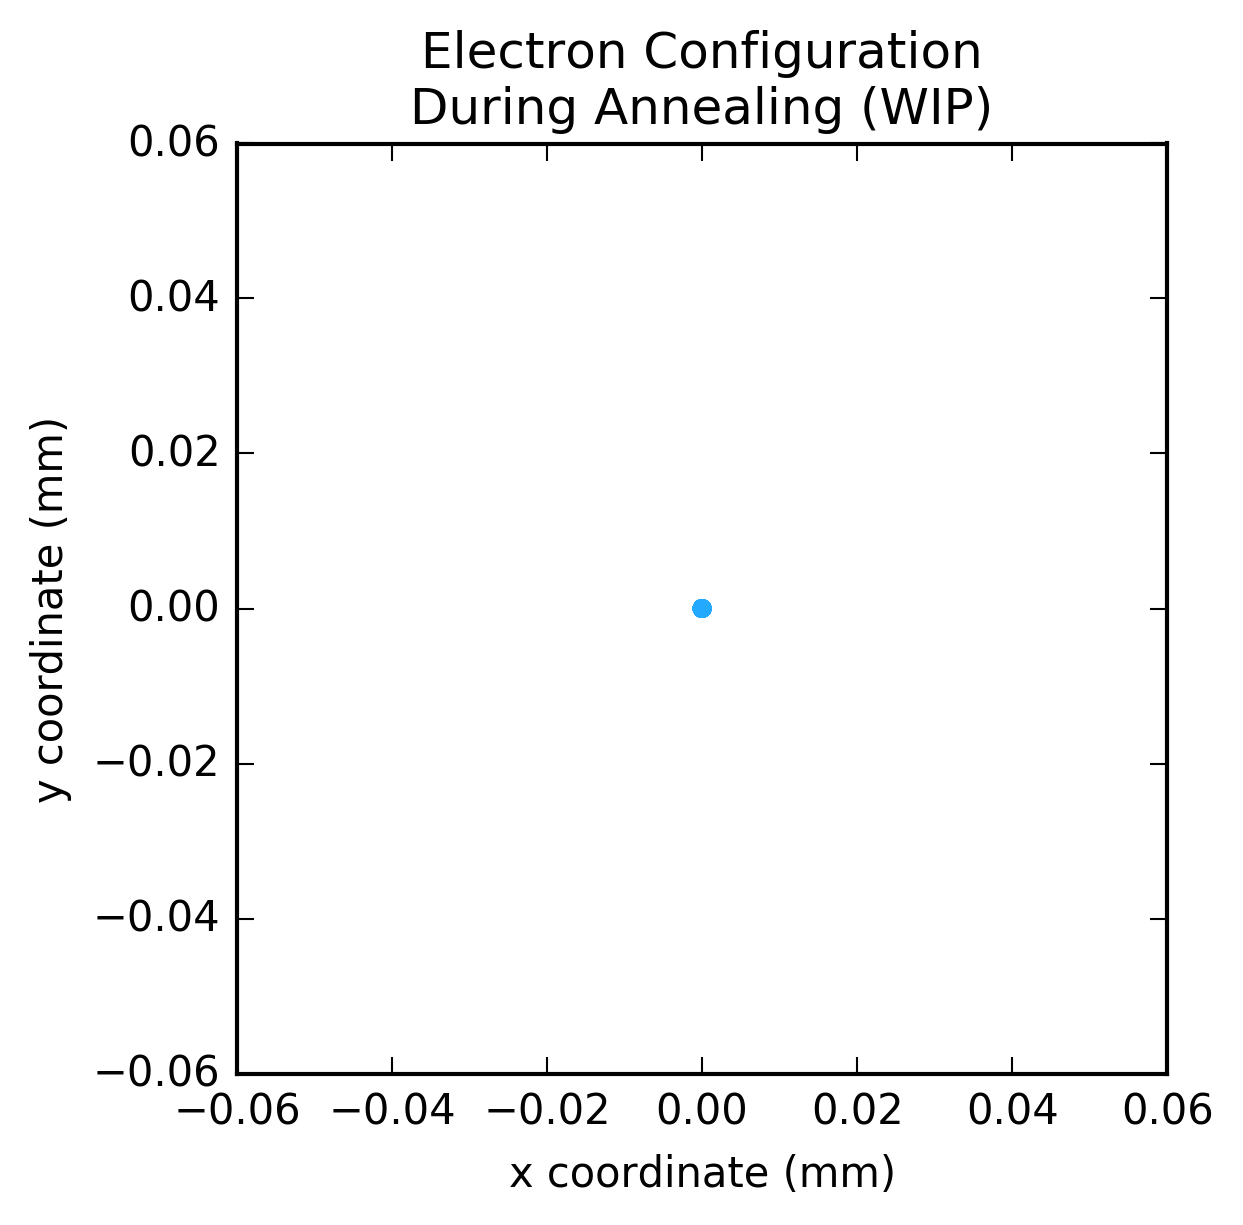 Electron Configuration
During Annealing (WIP)
0.06
0.04
0.02
0.00
−0.02
−0.04
−0.06
y coordinate (mm)
−0.06 −0.04 −0.02 0.00 0.02 0.04 0.06
x coordinate (mm)